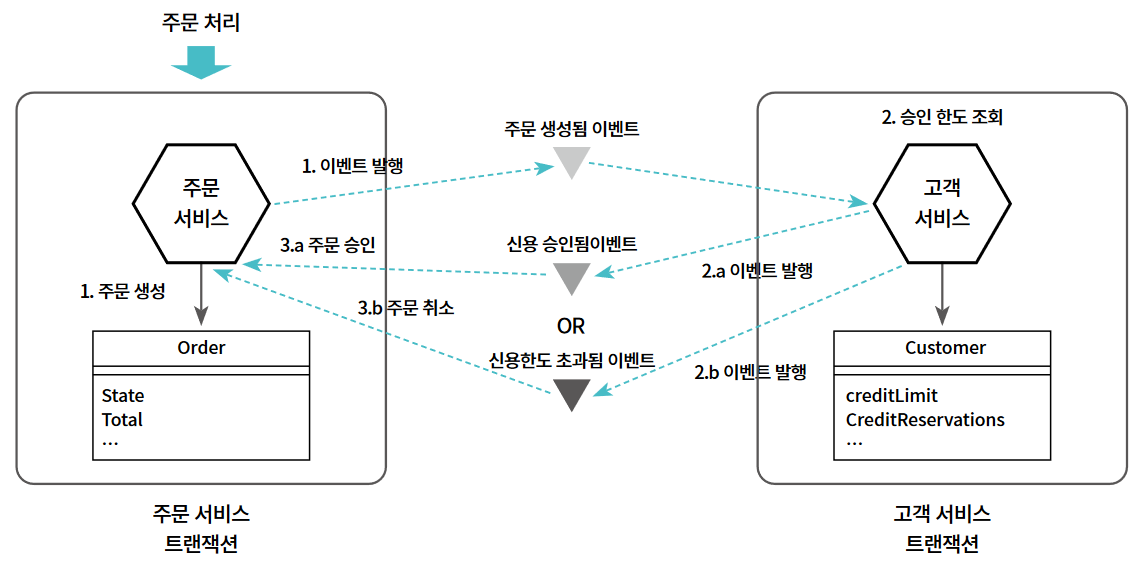 주문 처리
2. 승인 한도 조회
주문 생성됨 이벤트
1. 이벤트 발행
주문
서비스
고객
서비스
3.a 주문 승인
신용 승인됨이벤트
2.a 이벤트 발행
1. 주문 생성
3.b 주문 취소
OR
신용한도 초과됨 이벤트
2.b 이벤트 발행
Order
State
Total
...
Customer
creditLimit
CreditReservations
...
주문 서비스
트랜잭션
고객 서비스
트랜잭션